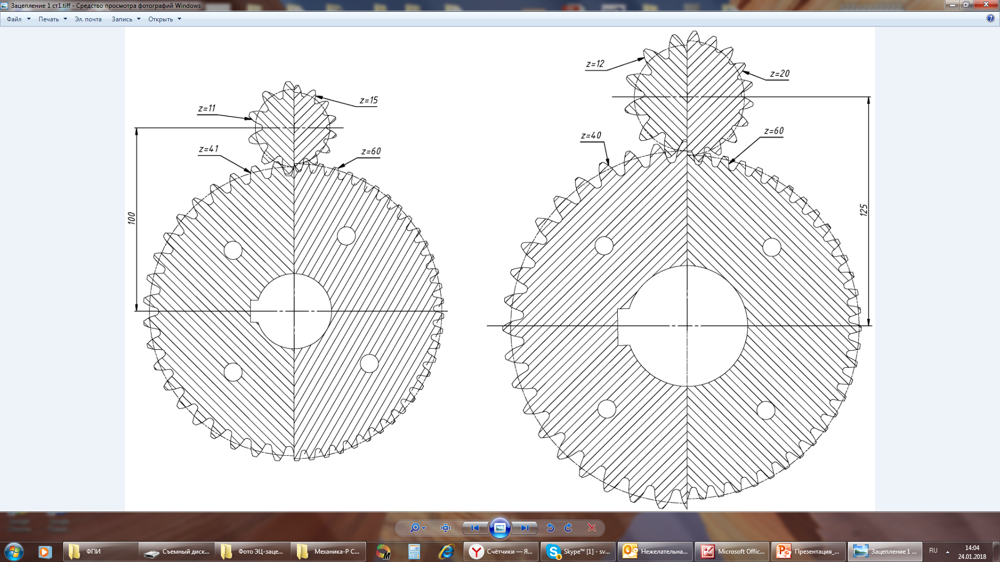 Зацепление 1 ст1.tiff - Средство просмотра фотографий Windows
Файл Печать Эл. почта Запись Открыть
z=12
z=20
z=15
z=11
z=60
z=40
z=41
z=60
100
125
ФПИ
Съемный диск...
Фото ЭЦ-заце...
Механика-Р С...
Счётчики — Я...
Skype™ [1] - sv...
Нежелательна...
Microsoft Offic...
Презентация_...
Зацепление 1 ...
RU
14:04
24.01.2018